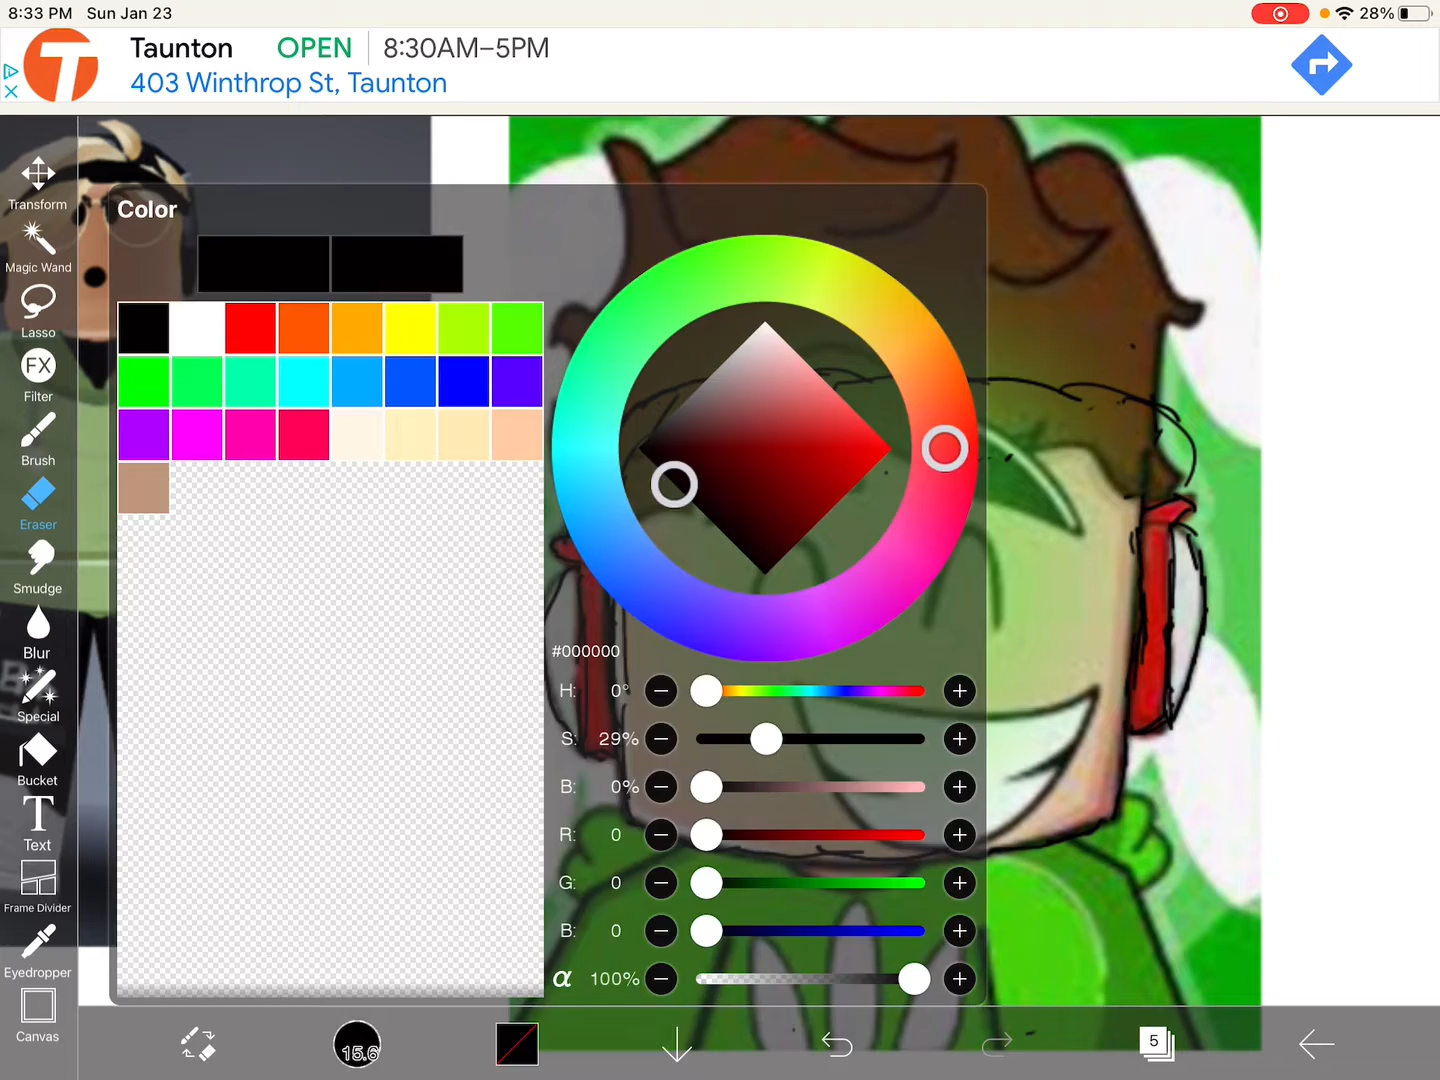 8:33 PM Sun Jan 23
28%
T
Taunton OPEN 8:30AM–5PM
403 Winthrop St, Taunton
Transform
Magic Wand
Lasso
FX
Filter
Brush
Eraser
Smudge
Blur
Special
Bucket
T
Text
Frame Divider
Eyedropper
Canvas
Color
#000000
H: 0°
S: 29%
B: 0%
R: 0
G: 0
B: 0
α 100%
15.6
5